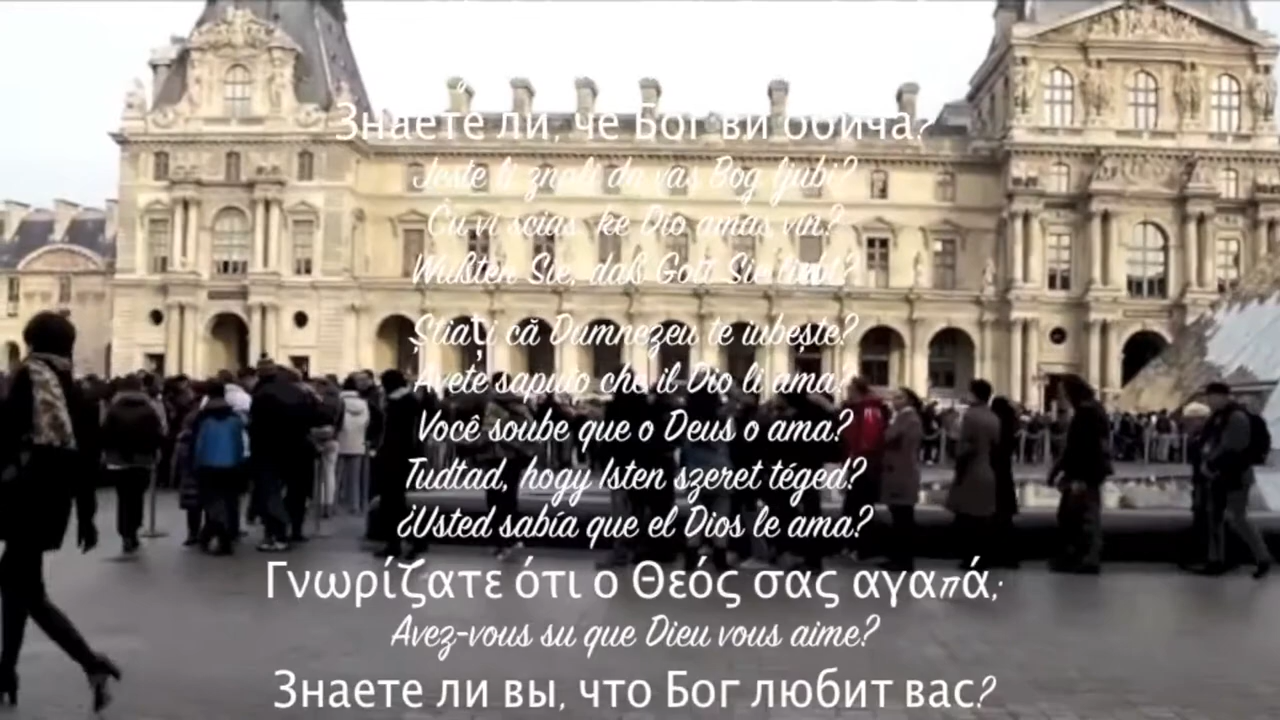 Знаете ли, че Бог ви обича?
Jeste li znali da vas Bog ljubi?
Ĉu vi scias, ke Dio amas vin?
Wußten Sie, daß Gott Sie liebt?
Știați că Dumnezeu te iubește?
Avete saputo che il Dio li ama?
Você soube que o Deus o ama?
Tudtad, hogy Isten szeret téged?
¿Usted sabía que el Dios le ama?
Γνωρίζατε ότι ο Θεός σας αγαπά;
Avez-vous su que Dieu vous aime?
Знаете ли вы, что Бог любит вас?